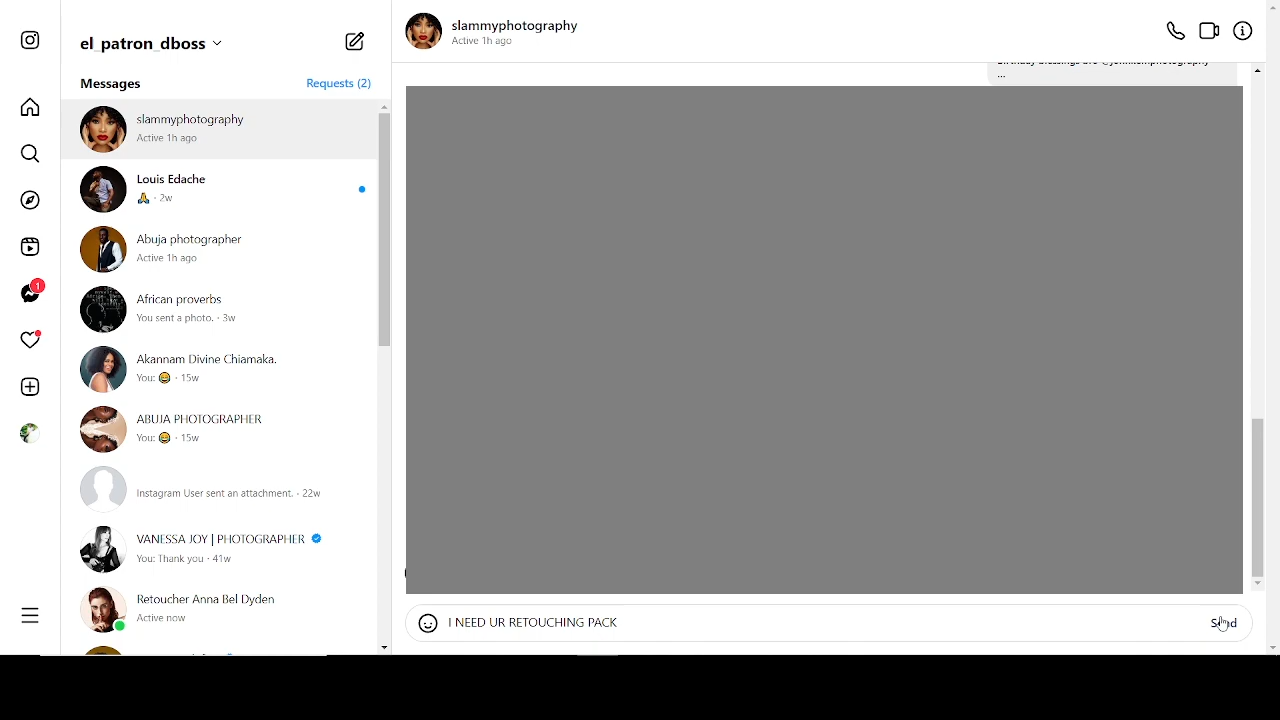 el_patron_dboss
Messages
Requests (2)
slammyphotography
Active 1h ago
Louis Edache
🙏 · 2w
Abuja photographer
Active 1h ago
African proverbs
You sent a photo. · 3w
Akannam Divine Chiamaka.
You: 😂 · 15w
ABUJA PHOTOGRAPHER
You: 😂 · 15w
Instagram User sent an attachment. · 22w
VANESSA JOY | PHOTOGRAPHER
You: Thank you · 41w
Retoucher Anna Bel Dyden
Active now
1
slammyphotography
Active 1h ago
...
I NEED UR RETOUCHING PACK
Send